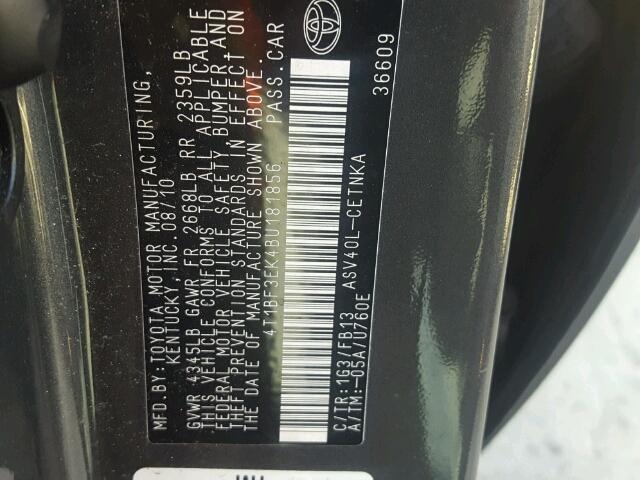 MFD.BY:TOYOTA MOTOR MANUFACTURING,
KENTUCKY, INC. 08/10
GVWR 4345LB GAWR FR 2668LB RR 2359LB
THIS VEHICLE CONFORMS TO ALL APPLICABLE
FEDERAL MOTOR VEHICLE SAFETY, BUMPER, AND
THEFT PREVENTION STANDARDS IN EFFECT ON
THE DATE OF MANUFACTURE SHOWN ABOVE.
4T1BF3EK4BU181856 PASS.CAR
C/TR:1G3/FB13 ASV40L-CETNKA
A/TM:-05A/U760E 36609